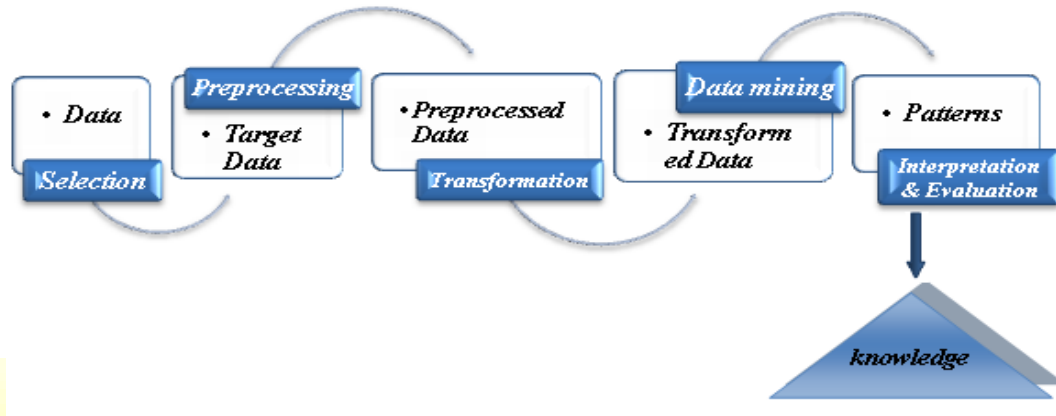 • Data
Selection
Preprocessing
• Target
Data
• Preprocessed
Data
Transformation
Data mining
• Transform
ed Data
• Patterns
Interpretation
& Evaluation
knowledge